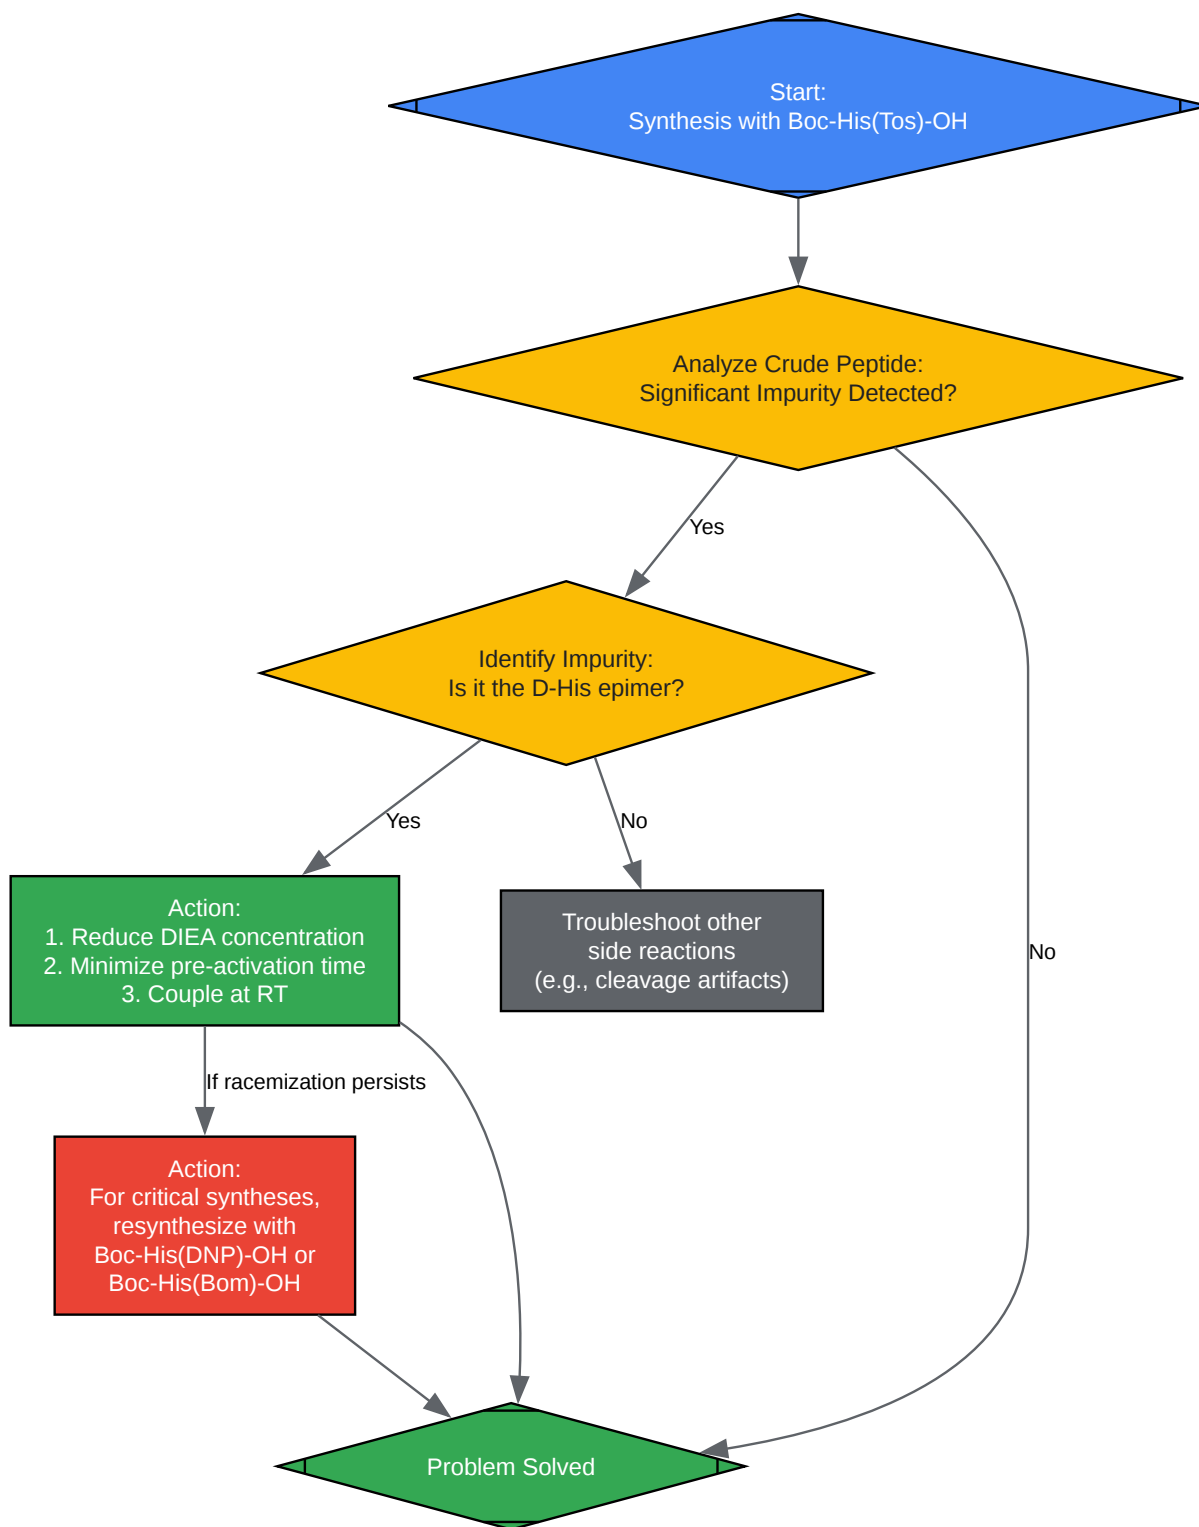 Start:
Synthesis with Boc-His(Tos)-OH
Analyze Crude Peptide:
Significant Impurity Detected?
Yes
Identify Impurity:
Is it the D-His epimer?
Yes
No
Action:
1. Reduce DIEA concentration
2. Minimize pre-activation time
3. Couple at RT
Troubleshoot other
side reactions
(e.g., cleavage artifacts)
No
If racemization persists
Action:
For critical syntheses,
resynthesize with
Boc-His(DNP)-OH or
Boc-His(Bom)-OH
Problem Solved